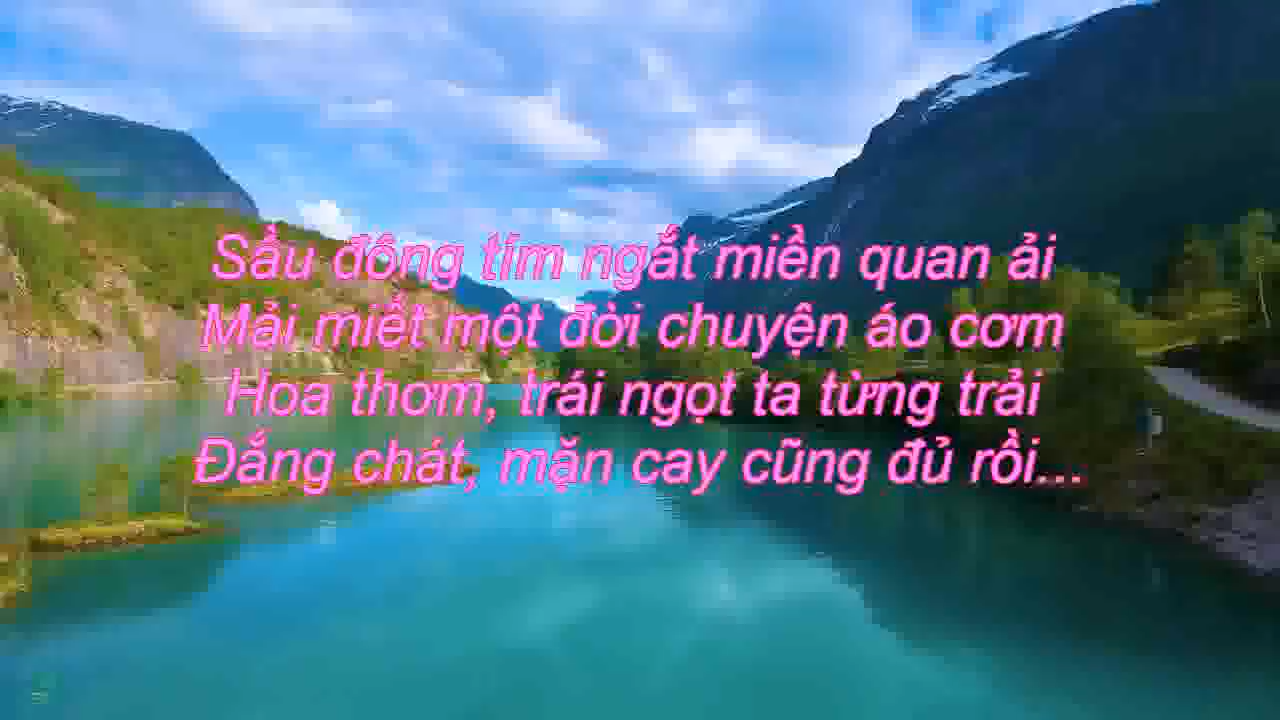 Sầu đông tím ngắt miền quan ải
Mải miết một đời chuyện áo cơm
Hoa thơm, trái ngọt ta từng trải
Đắng chát, mặn cay cũng đủ rồi...